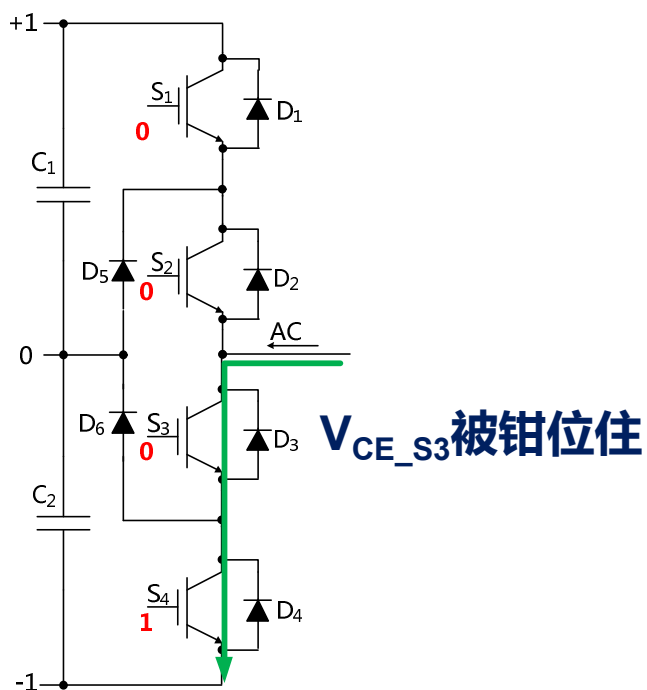 +1
S1
D1
0
C1
S2
D5
D2
0
AC
0
D6
S3
D3
0
VCE_S3被钳位住
C2
S4
D4
1
-1